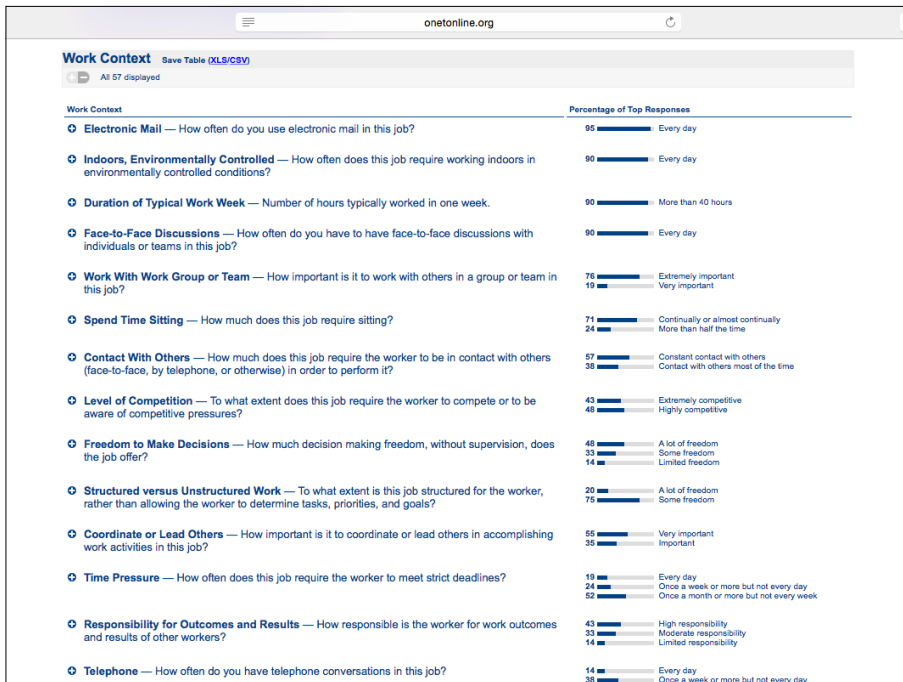 onetonline.org
Work Context Save Table (XLS/CSV)
All 57 displayed
Work Context Percentage of Top Responses
Electronic Mail — How often do you use electronic mail in this job? 95 Every day
Indoors, Environmentally Controlled — How often does this job require working indoors in 90 Every day
environmentally controlled conditions?
Duration of Typical Work Week — Number of hours typically worked in one week. 90 More than 40 hours
Face-to-Face Discussions — How often do you have to have face-to-face discussions with 90 Every day
individuals or teams in this job?
Work With Work Group or Team — How important is it to work with others in a group or team in 76 Extremely important
this job? 19 Very important
Spend Time Sitting — How much does this job require sitting? 71 Continually or almost continually
24 More than half the time
Contact With Others — How much does this job require the worker to be in contact with others 57 Constant contact with others
(face-to-face, by telephone, or otherwise) in order to perform it? 38 Contact with others most of the time
Level of Competition — To what extent does this job require the worker to compete or to be 43 Extremely competitive
aware of competitive pressures? 48 Highly competitive
Freedom to Make Decisions — How much decision making freedom, without supervision, does 48 A lot of freedom
the job offer? 33 Some freedom
14 Limited freedom
Structured versus Unstructured Work — To what extent is this job structured for the worker, 20 A lot of freedom
rather than allowing the worker to determine tasks, priorities, and goals? 75 Some freedom
Coordinate or Lead Others — How important is it to coordinate or lead others in accomplishing 55 Very important
work activities in this job? 35 Important
Time Pressure — How often does this job require the worker to meet strict deadlines? 19 Every day
24 Once a week or more but not every day
52 Once a month or more but not every week
Responsibility for Outcomes and Results — How responsible is the worker for work outcomes 43 High responsibility
and results of other workers? 33 Moderate responsibility
14 Limited responsibility
Telephone — How often do you have telephone conversations in this job? 14 Every day
38 Once a week or more but not every day